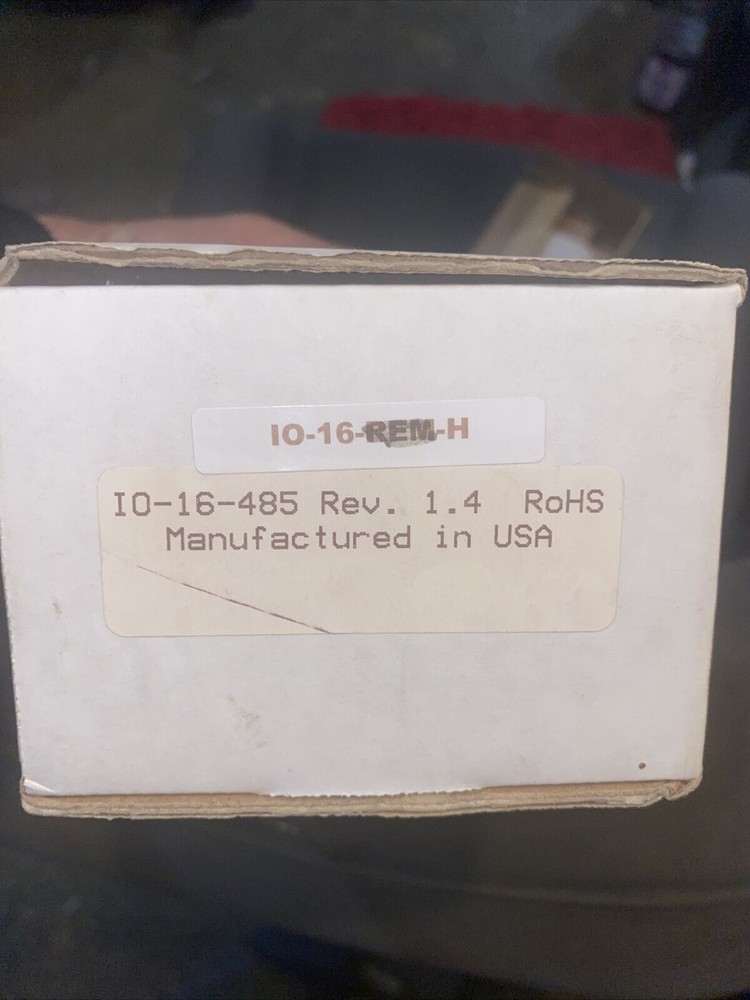 IO-16-REM-H
IO-16-485 Rev. 1.4 RoHS
Manufactured in USA